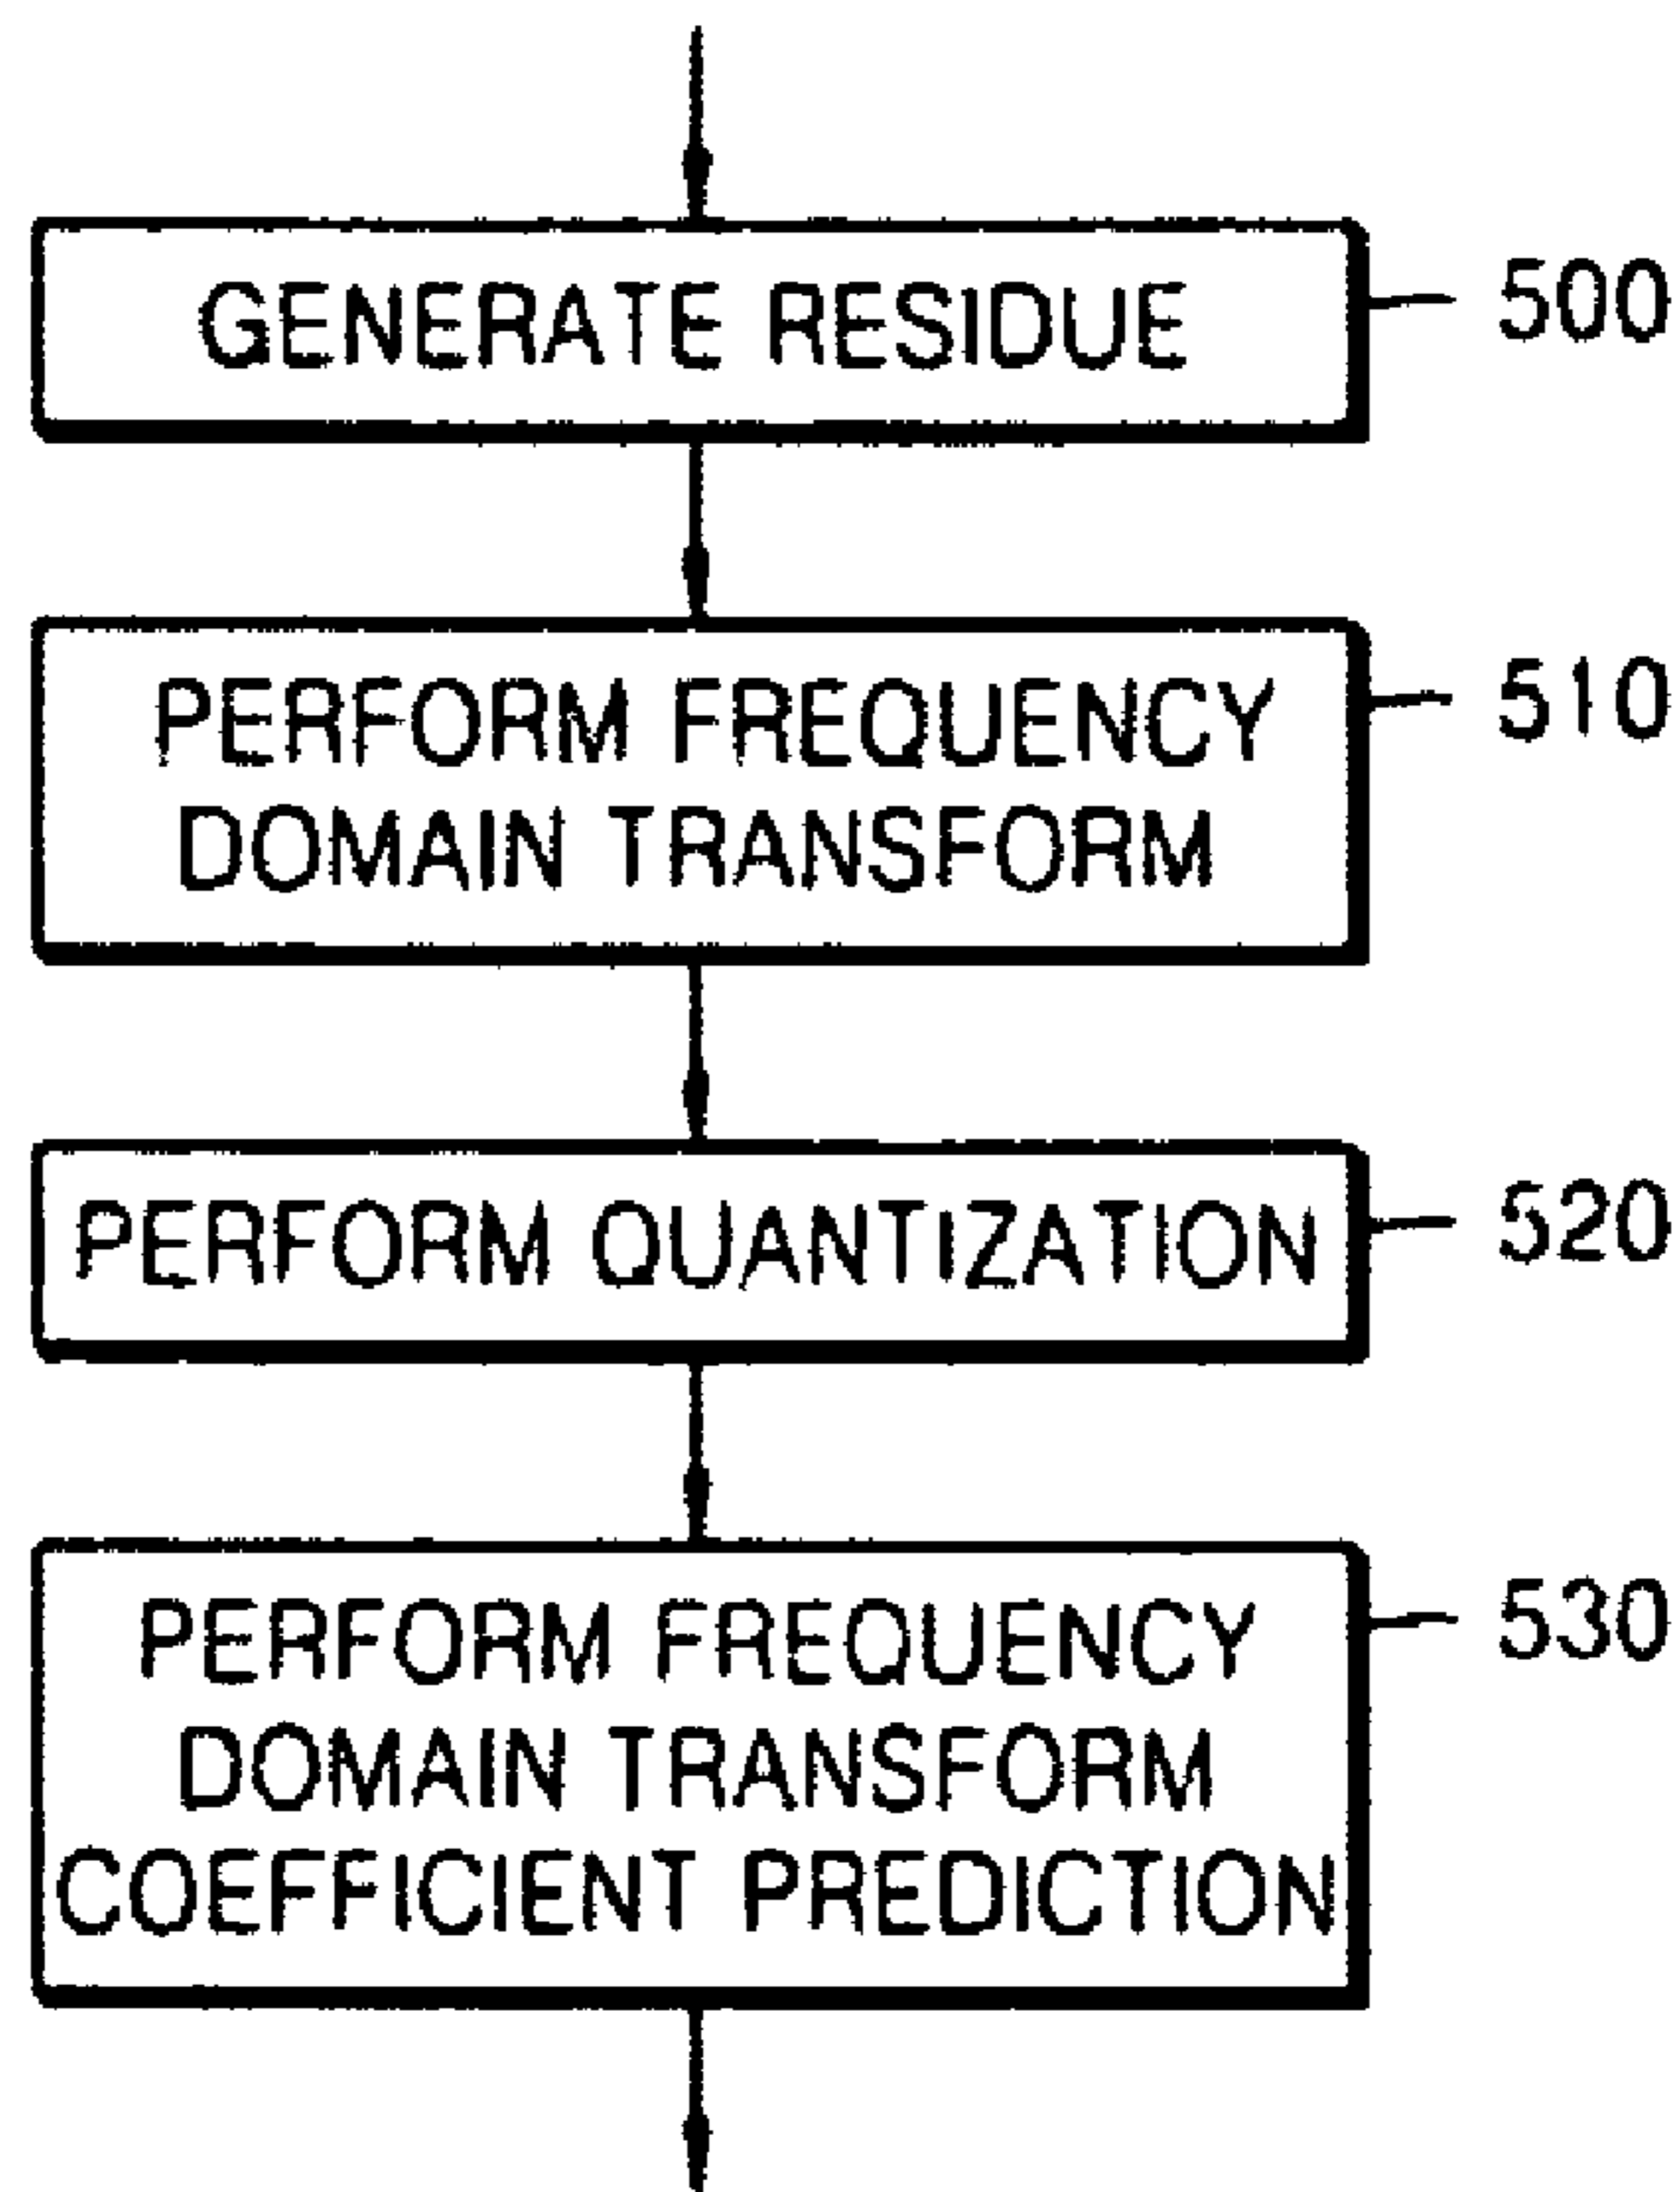 GENERATE RESIDUE
500
PERFORM FREQUENCY
DOMAIN TRANSFORM
510
PERFORM QUANTIZATION
520
PERFORM FREQUENCY
DOMAIN TRANSFORM
COEFFICIENT PREDICTION
530